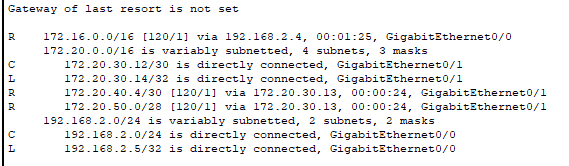 Gateway of last resort is not set
R 172.16.0.0/16 [120/1] via 192.168.2.4, 00:01:25, GigabitEthernet0/0
172.20.0.0/16 is variably subnetted, 4 subnets, 3 masks
C 172.20.30.12/30 is directly connected, GigabitEthernet0/1
L 172.20.30.14/32 is directly connected, GigabitEthernet0/1
R 172.20.40.4/30 [120/1] via 172.20.30.13, 00:00:24, GigabitEthernet0/1
R 172.20.50.0/28 [120/1] via 172.20.30.13, 00:00:24, GigabitEthernet0/1
192.168.2.0/24 is variably subnetted, 2 subnets, 2 masks
C 192.168.2.0/24 is directly connected, GigabitEthernet0/0
L 192.168.2.5/32 is directly connected, GigabitEthernet0/0